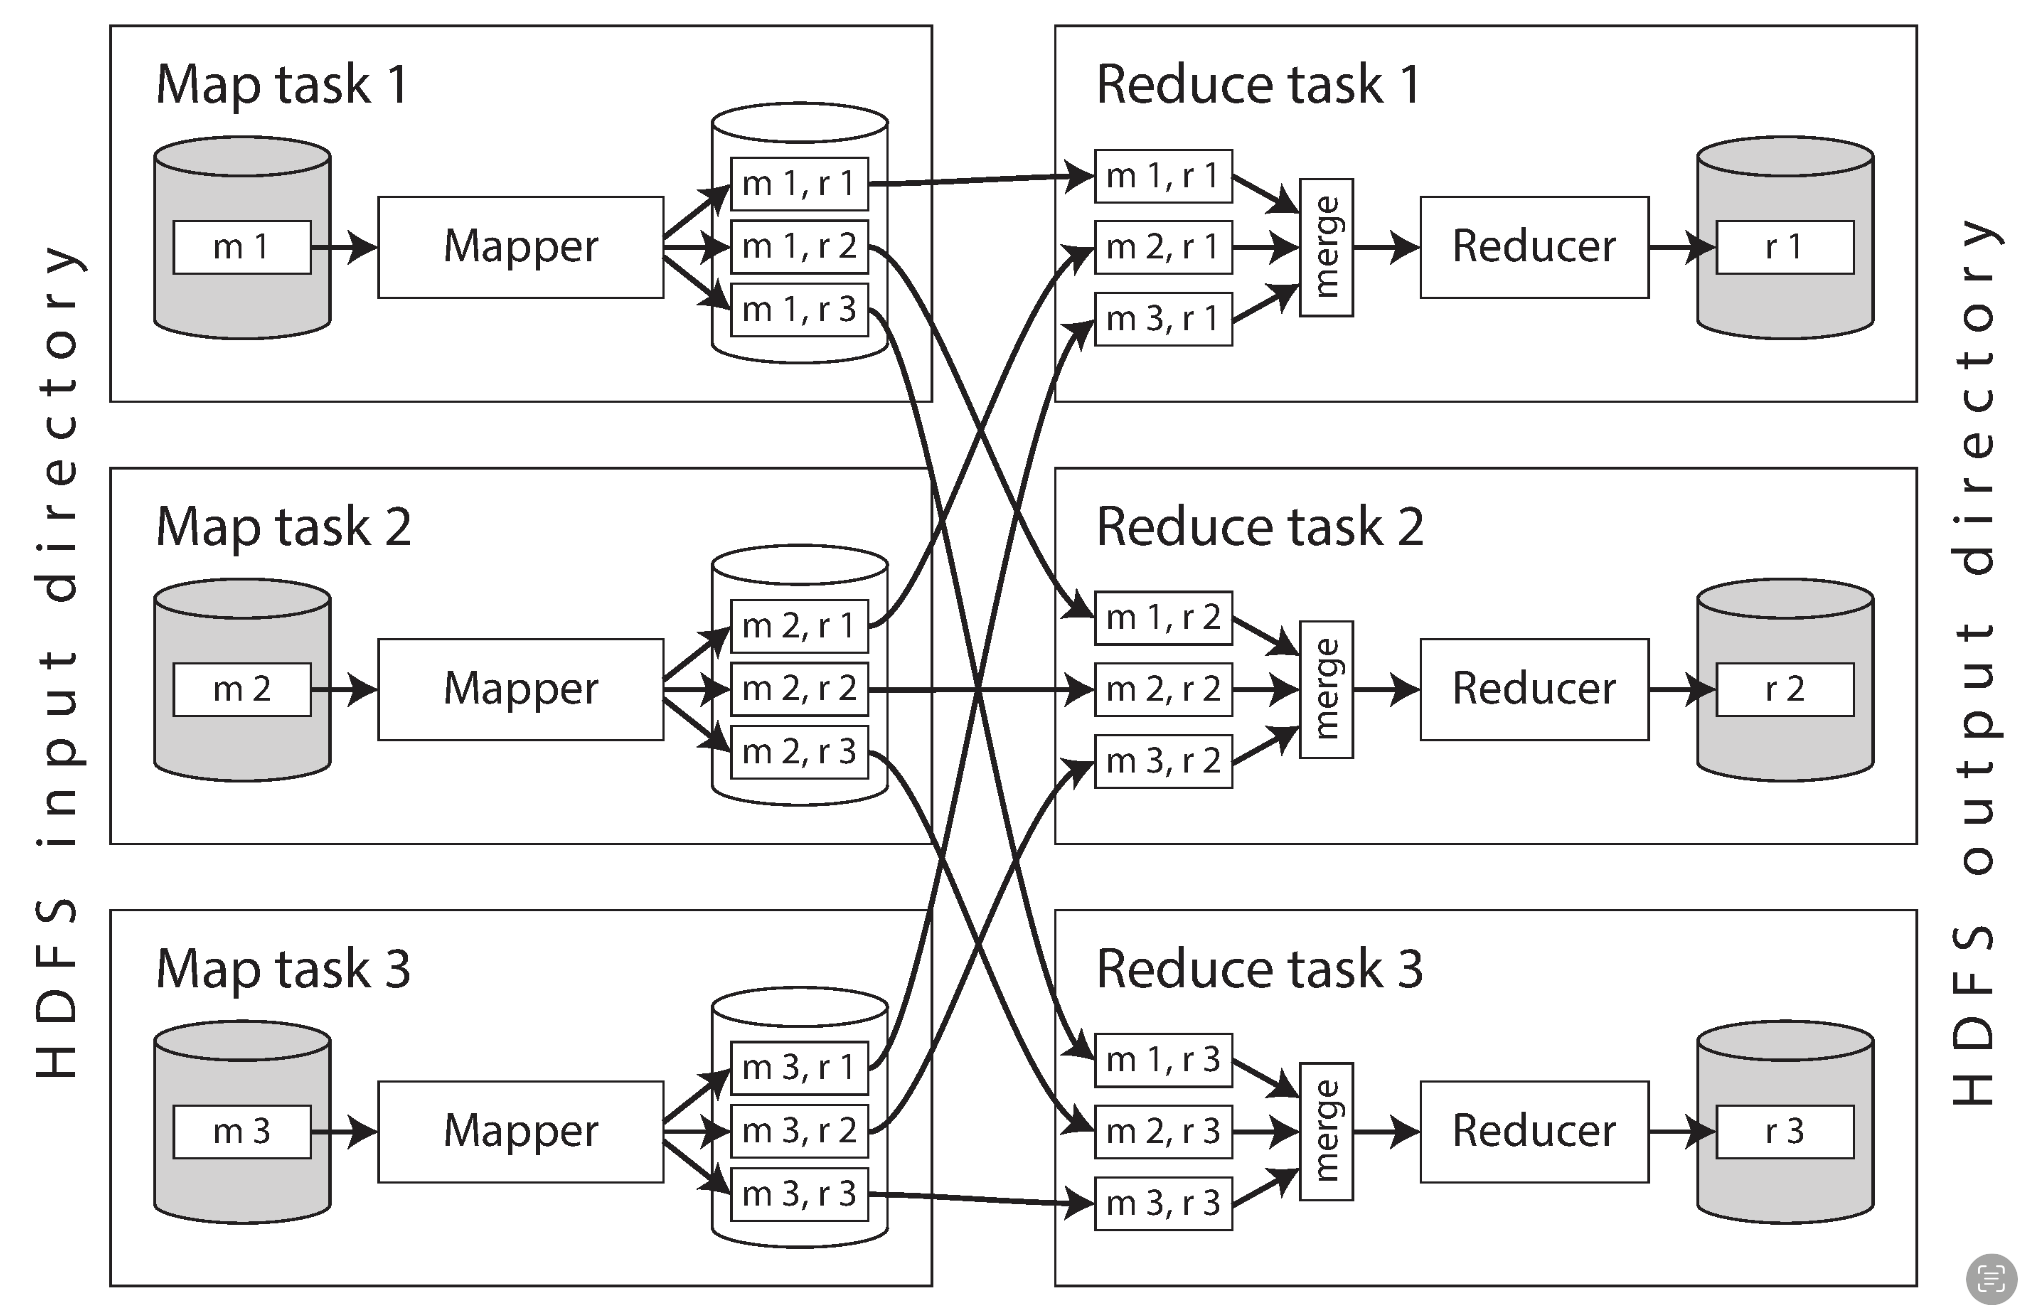 HDFS input directory
Map task 1
m 1
Mapper
m 1, r 1
m 1, r 2
m 1, r 3
Map task 2
m 2
Mapper
m 2, r 1
m 2, r 2
m 2, r 3
Map task 3
m 3
Mapper
m 3, r 1
m 3, r 2
m 3, r 3
Reduce task 1
m 1, r 1
m 2, r 1
m 3, r 1
merge
Reducer
r 1
Reduce task 2
m 1, r 2
m 2, r 2
m 3, r 2
merge
Reducer
r 2
Reduce task 3
m 1, r 3
m 2, r 3
m 3, r 3
merge
Reducer
r 3
HDFS output directory